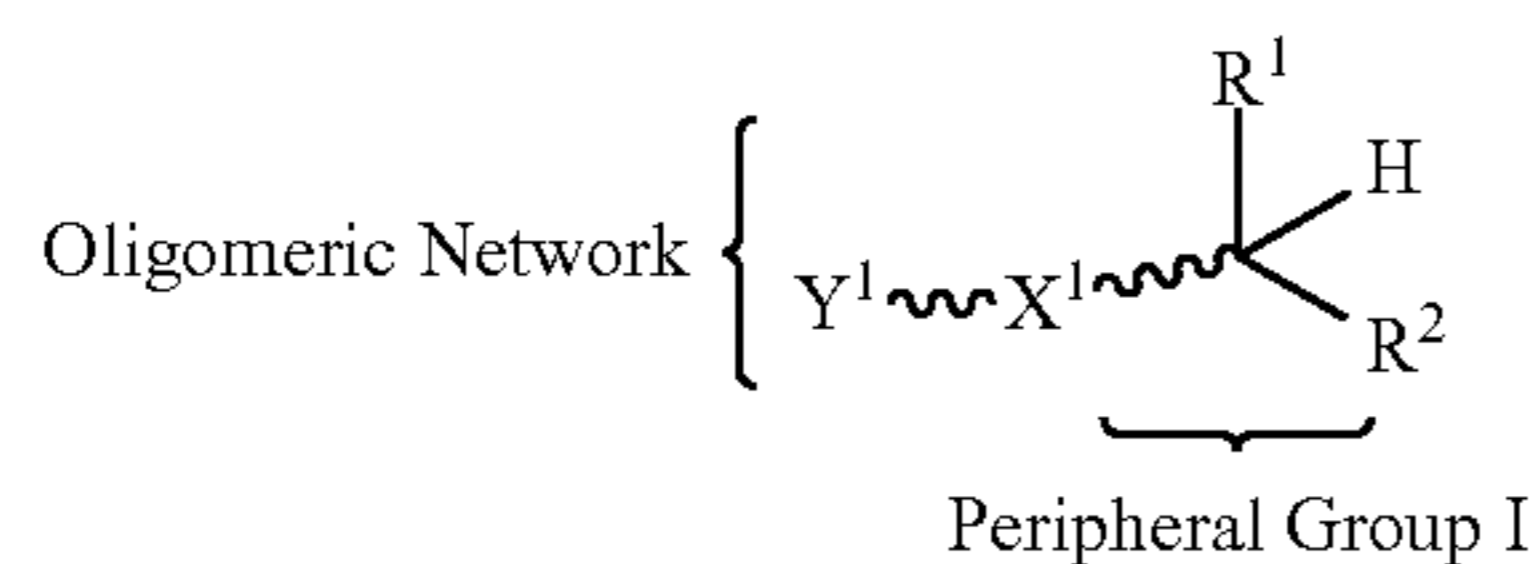 R¹
H
Oligomeric Network { Y¹ X¹
R²
Peripheral Group I